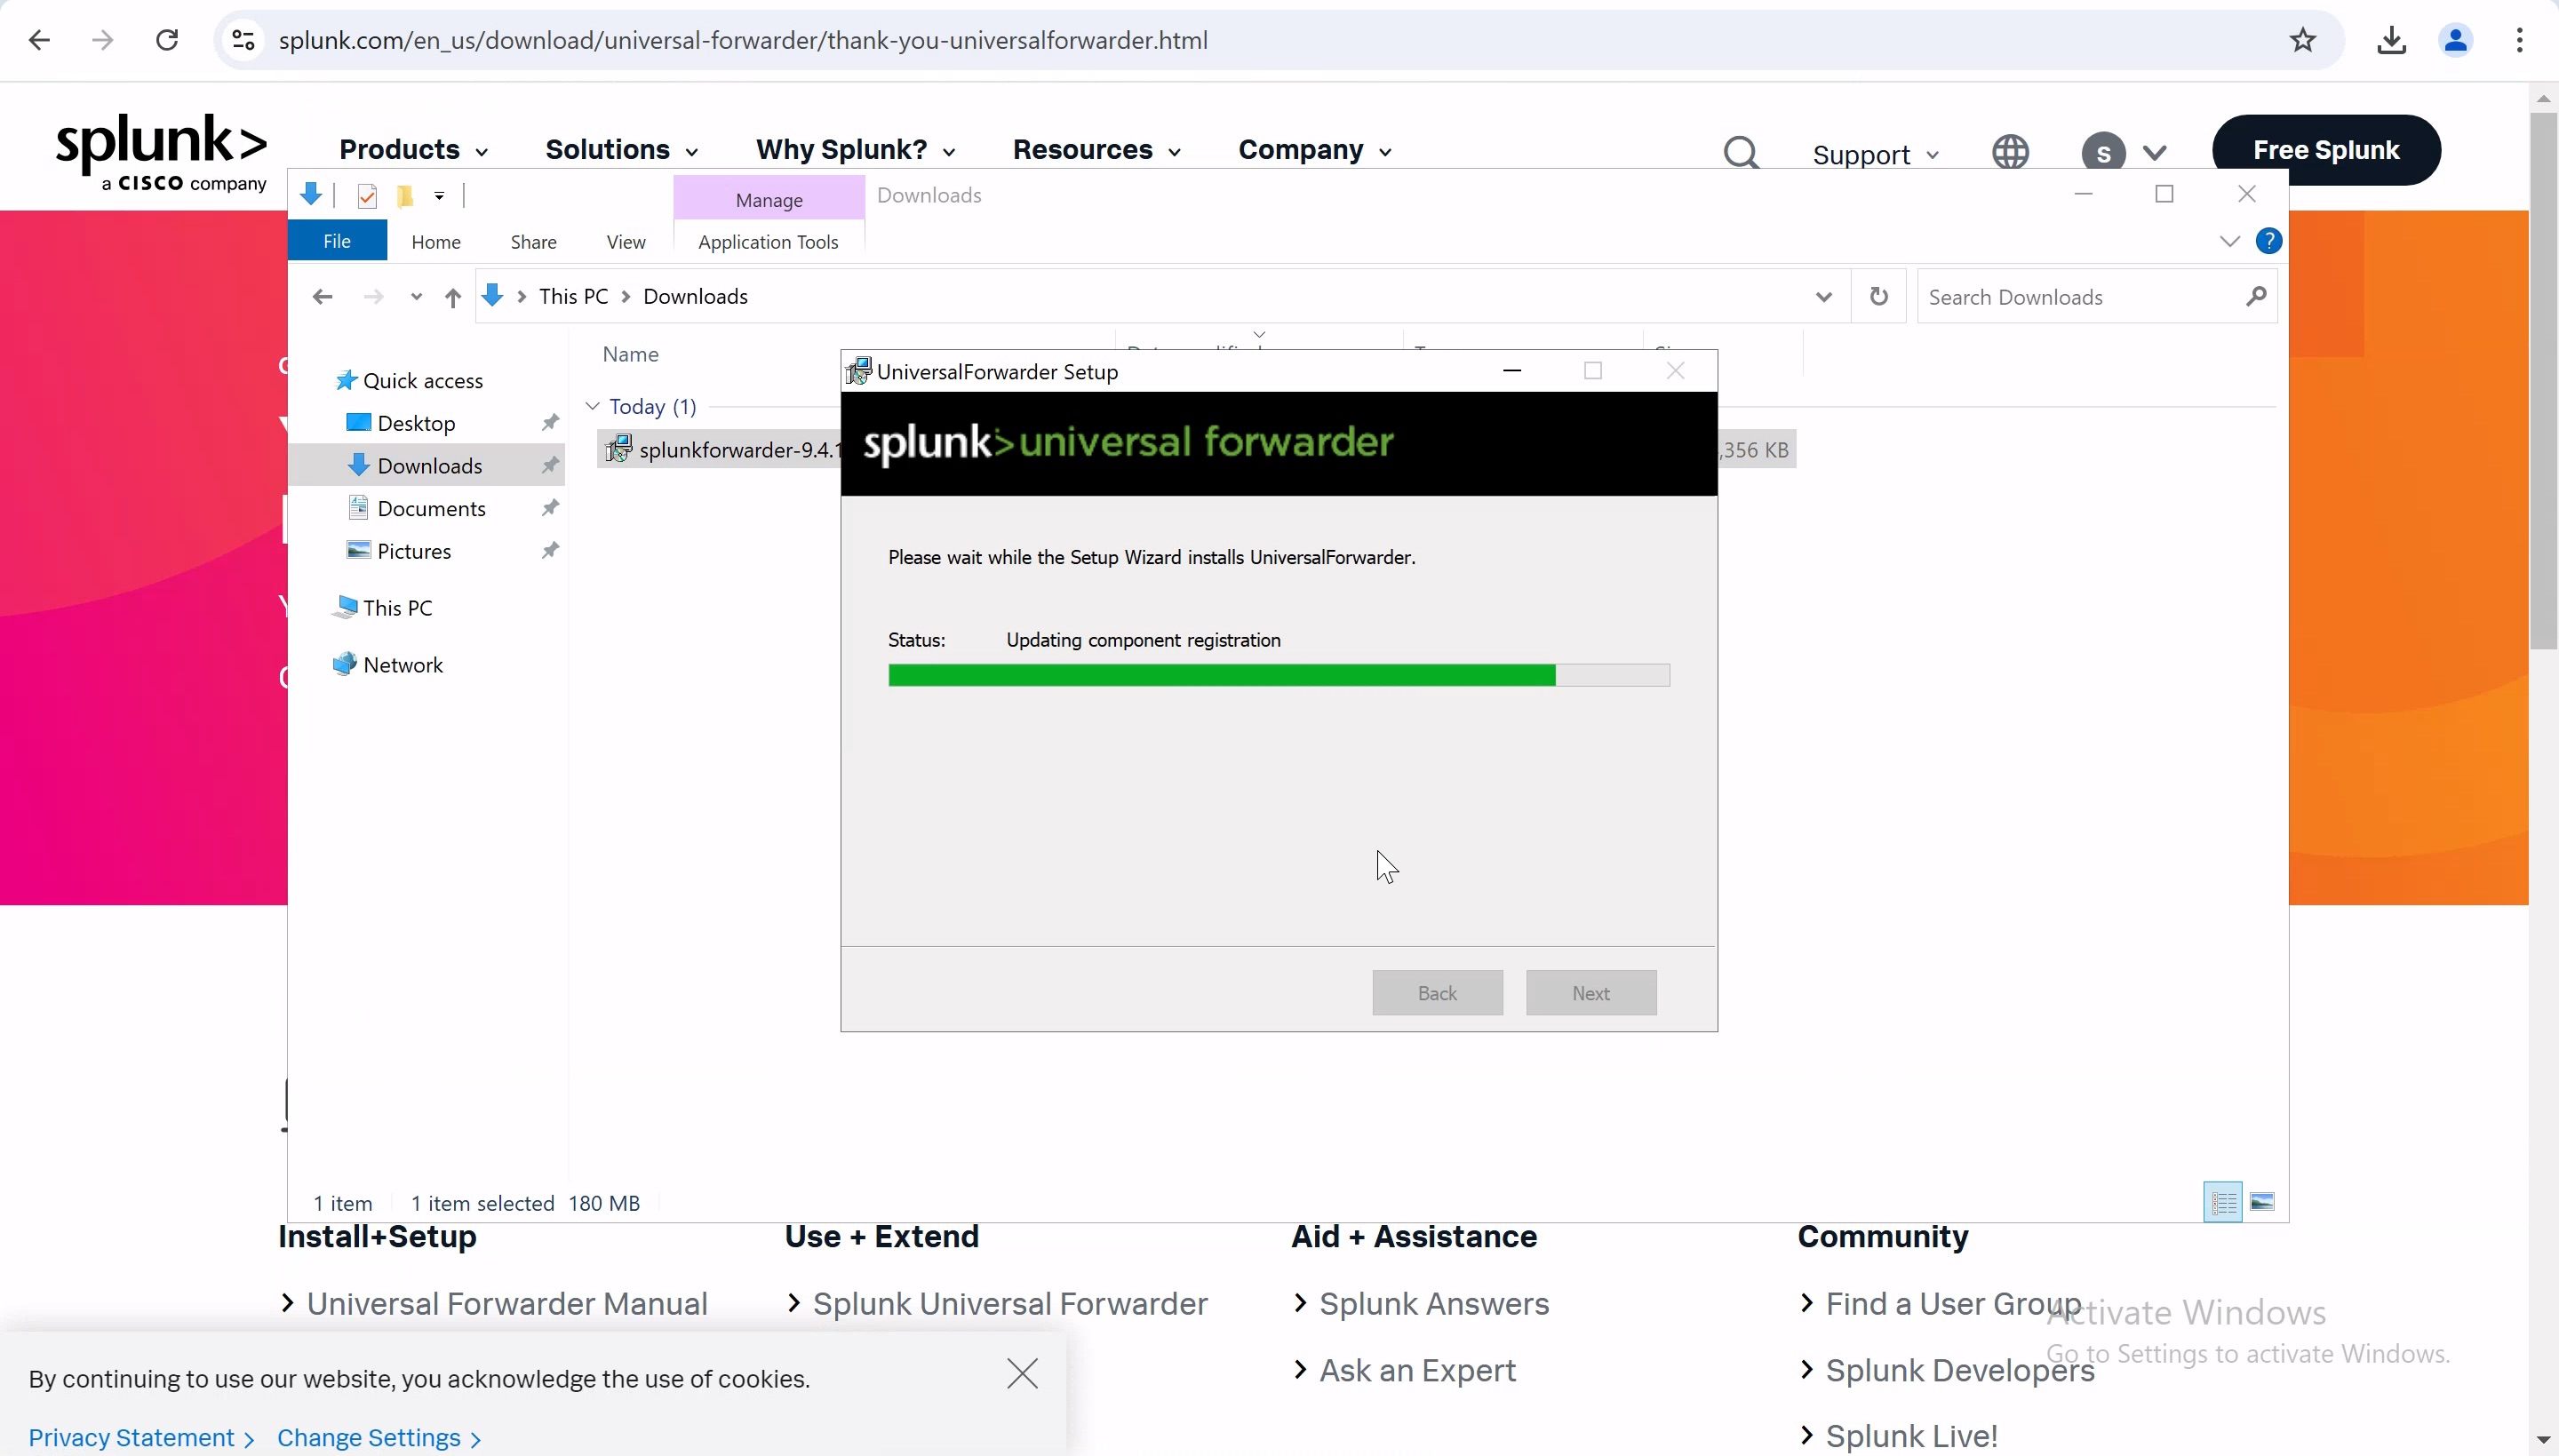 splunk.com/en_us/download/universal-forwarder/thank-you-universalforwarder.html
splunk>
a CISCO company
Products
Solutions
Why Splunk?
Resources
Company
Support
S
Free Splunk
Manage
Downloads
File
Home
Share
View
Application Tools
?
This PC
Downloads
Search Downloads
Name
UniversalForwarder Setup
Quick access
Today (1)
Desktop
splunkforwarder-9.4.1
,356 KB
splunk>universal forwarder
Downloads
Documents
Pictures
Please wait while the Setup Wizard installs UniversalForwarder.
This PC
Status:
Updating component registration
Network
Back
Next
1 item
1 item selected 180 MB
Install+Setup
Use + Extend
Aid + Assistance
Community
Universal Forwarder Manual
Splunk Universal Forwarder
Splunk Answers
Find a User Group
Activate Windows
Go to Settings to activate Windows.
Ask an Expert
Splunk Developers
By continuing to use our website, you acknowledge the use of cookies.
Privacy Statement
Change Settings
Splunk Live!